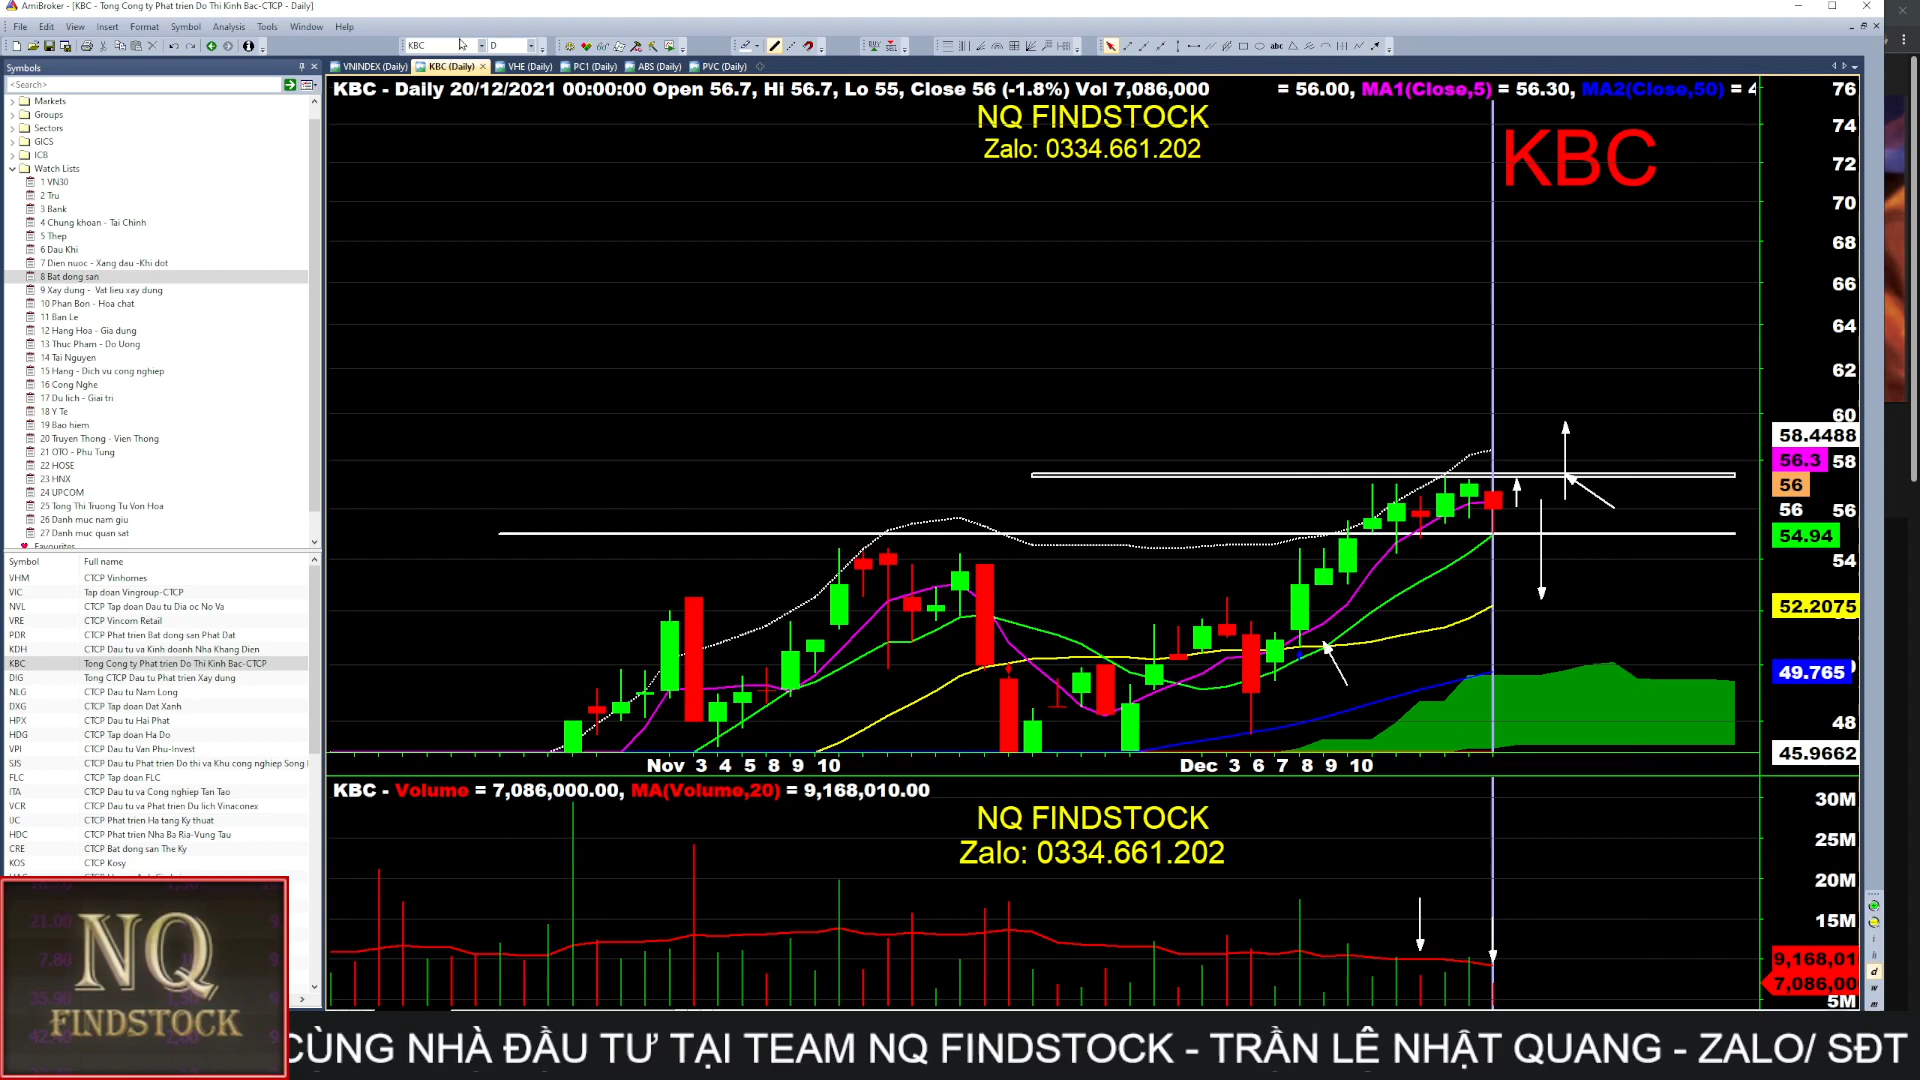 AmiBroker - [KBC - Tong Cong ty Phat trien Do Thi Kinh Bac-CTCP - Daily]
File Edit View Insert Format Symbol Analysis Tools Window Help
KBC D
Symbols
VNINDEX (Daily) KBC (Daily) VHE (Daily) PC1 (Daily) ABS (Daily) PVC (Daily)
<Search>
Markets
Groups
Sectors
GICS
ICB
Watch Lists
1 VN30
2 Tru
3 Bank
4 Chung khoan - Tai Chinh
5 Thep
6 Dau Khi
7 Dien nuoc - Xang dau -Khi dot
8 Bat dong san
9 Xay dung - Vat lieu xay dung
10 Phan Bon - Hoa chat
11 Ban Le
12 Hang Hoa - Gia dung
13 Thuc Pham - Do Uong
14 Tai Nguyen
15 Hang - Dich vu cong nghiep
16 Cong Nghe
17 Du lich - Giai tri
18 Y Te
19 Bao hiem
20 Truyen Thong - Vien Thong
21 OTO - Phu Tung
22 HOSE
23 HNX
24 UPCOM
25 Tong Thi Truong Tu Von Hoa
26 Danh muc nam giu
27 Danh muc quan sat
Favourites
Symbol Full name
VHM CTCP Vinhomes
VIC Tap doan Vingroup-CTCP
NVL CTCP Tap doan Dau tu Dia oc No Va
VRE CTCP Vincom Retail
PDR CTCP Phat trien Bat dong san Phat Dat
KDH CTCP Dau tu va Kinh doanh Nha Khang Dien
KBC Tong Cong ty Phat trien Do Thi Kinh Bac-CTCP
DIG Tong CTCP Dau tu Phat trien Xay dung
NLG CTCP Dau tu Nam Long
DXG CTCP Tap doan Dat Xanh
HPX CTCP Dau tu Hai Phat
HDG CTCP Tap doan Ha Do
VPI CTCP Dau tu Van Phu-Invest
SJS CTCP Dau tu Phat trien Do thi va Khu cong nghiep Song
FLC CTCP Tap doan FLC
ITA CTCP Dau tu va Cong nghiep Tan Tao
VCR CTCP Dau tu va Phat trien Du lich Vinaconex
IJC CTCP Phat trien Ha tang Ky thuat
HDC CTCP Phat trien Nha Ba Ria-Vung Tau
CRE CTCP Bat dong san The Ky
KOS CTCP Kosy
KBC - Daily 20/12/2021 00:00:00 Open 56.7, Hi 56.7, Lo 55, Close 56 (-1.8%) Vol 7,086,000 = 56.00, MA1(Close,5) = 56.30, MA2(Close,50) = 4
NQ FINDSTOCK
Zalo: 0334.661.202
KBC
76
74
72
70
68
66
64
62
60
58.4488
56.3 58
56
56 56
54.94
54
52.2075
49.765
48
45.9662
Nov 3 4 5 8 9 10 Dec 3 6 7 8 9 10
KBC - Volume = 7,086,000.00, MA(Volume,20) = 9,168,010.00
NQ FINDSTOCK
Zalo: 0334.661.202
30M
25M
20M
15M
9,168,01
7,086,00
5M
NQ
FINDSTOCK
CÙNG NHÀ ĐẦU TƯ TẠI TEAM NQ FINDSTOCK - TRẦN LÊ NHẬT QUANG - ZALO/ SĐT